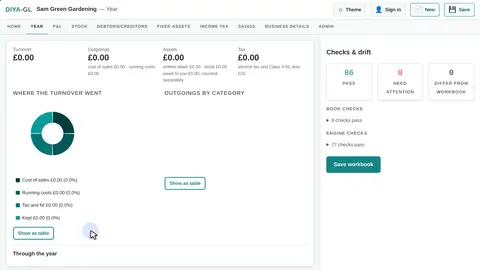 DIYA-GL
Sam Green Gardening — Year
Theme
Sign in
New
Save
HOME
YEAR
P&L
STOCK
DEBTORS/CREDITORS
FIXED ASSETS
INCOME TAX
SA103S
BUSINESS DETAILS
ADMIN
Turnover
£0.00
Outgoings
£0.00
cost of sales £0.00 · running costs
£0.00
Assets
£0.00
written-down £0.00 · stock £0.00
owed to you £0.00, counted
separately
Tax
£0.00
income tax and Class 4 NI, less
CIS
WHERE THE TURNOVER WENT
Cost of sales £0.00 (0.0%)
Running costs £0.00 (0.0%)
Tax and NI £0.00 (0.0%)
Kept £0.00 (0.0%)
Show as table
OUTGOINGS BY CATEGORY
Show as table
Through the year
Checks & drift
86
PASS
0
NEED
ATTENTION
0
DIFFER FROM
WORKBOOK
BOOK CHECKS
9 checks pass
ENGINE CHECKS
77 checks pass
Save workbook